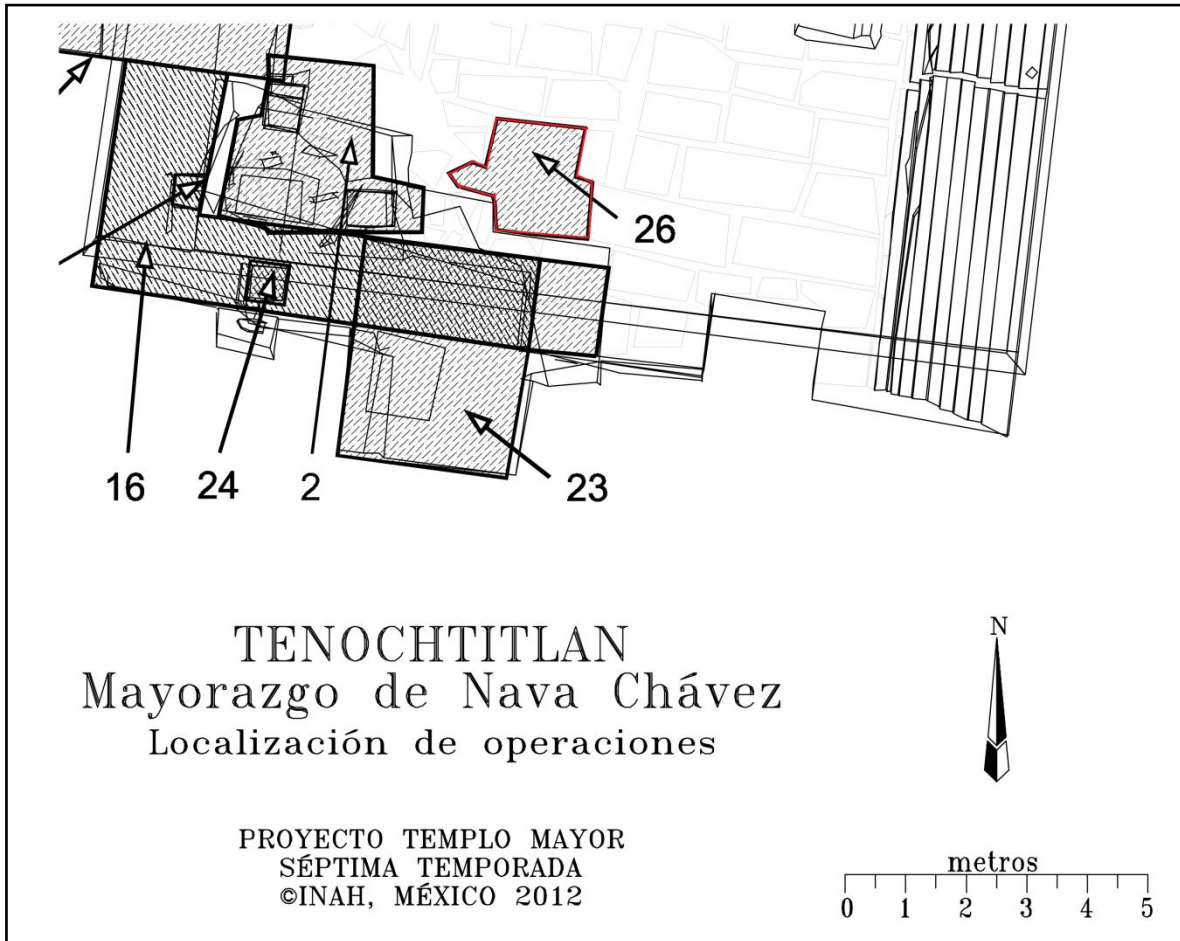 26
16 24 2 23
TENOCHTITLAN
Mayorazgo de Nava Chávez
Localización de operaciones
N
PROYECTO TEMPLO MAYOR
SÉPTIMA TEMPORADA
©INAH, MÉXICO 2012
metros
0 1 2 3 4 5